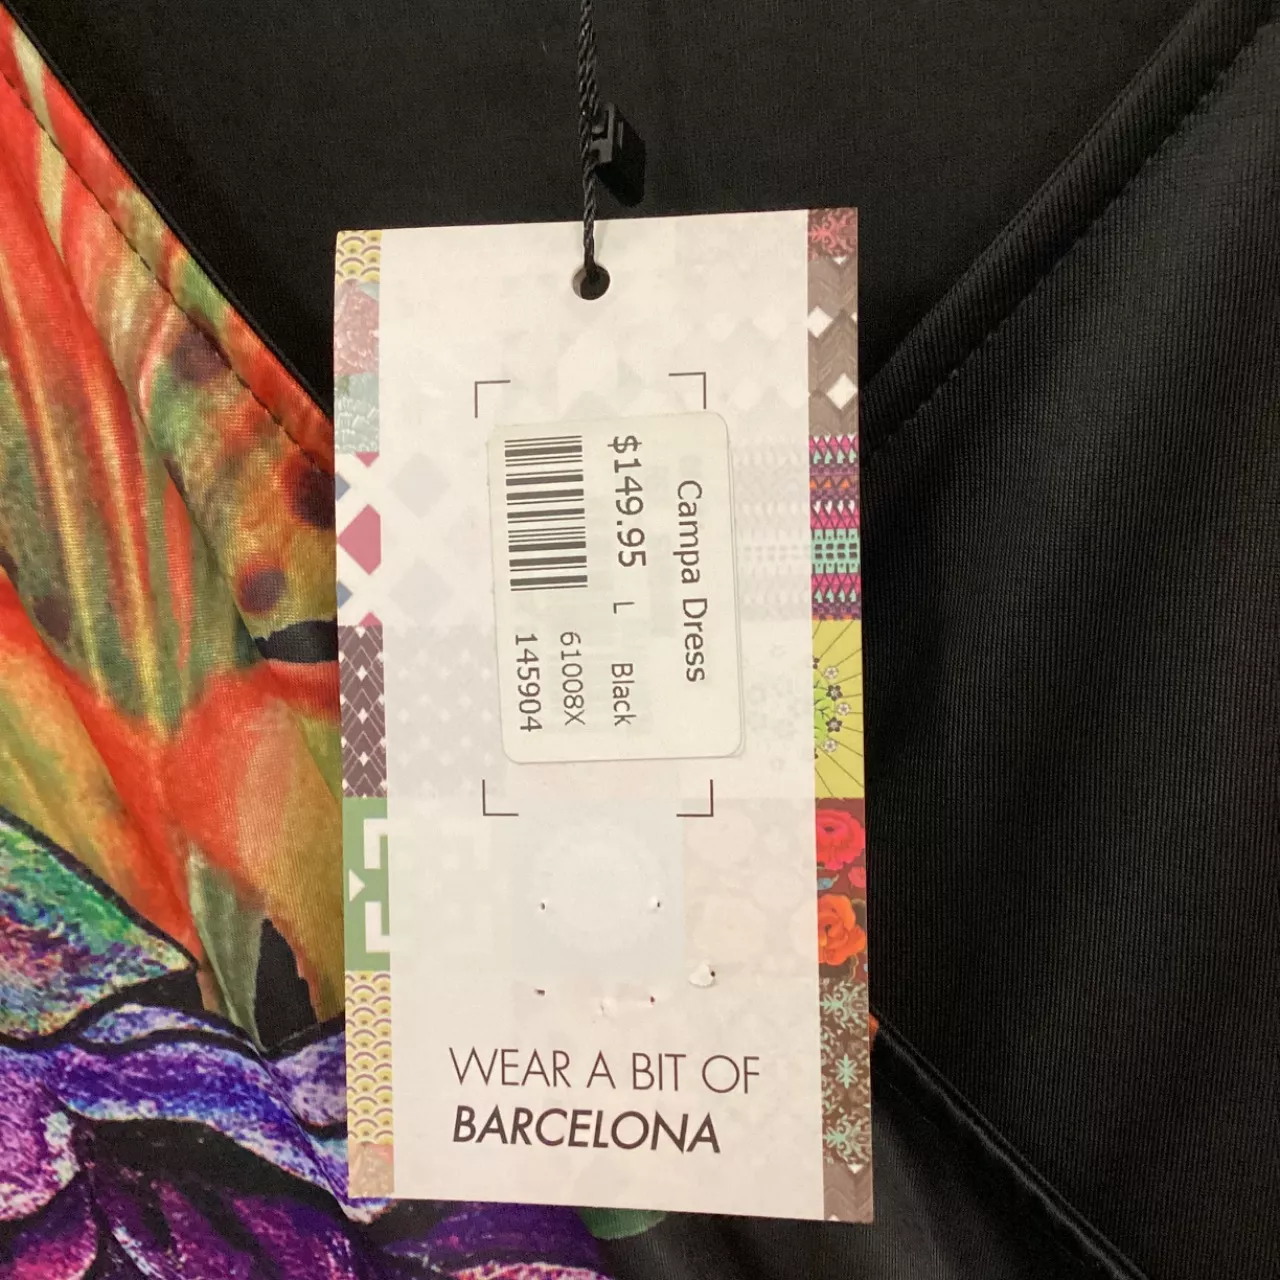 Campa Dress
$149.95 L Black
61008X
145904
WEAR A BIT OF
BARCELONA